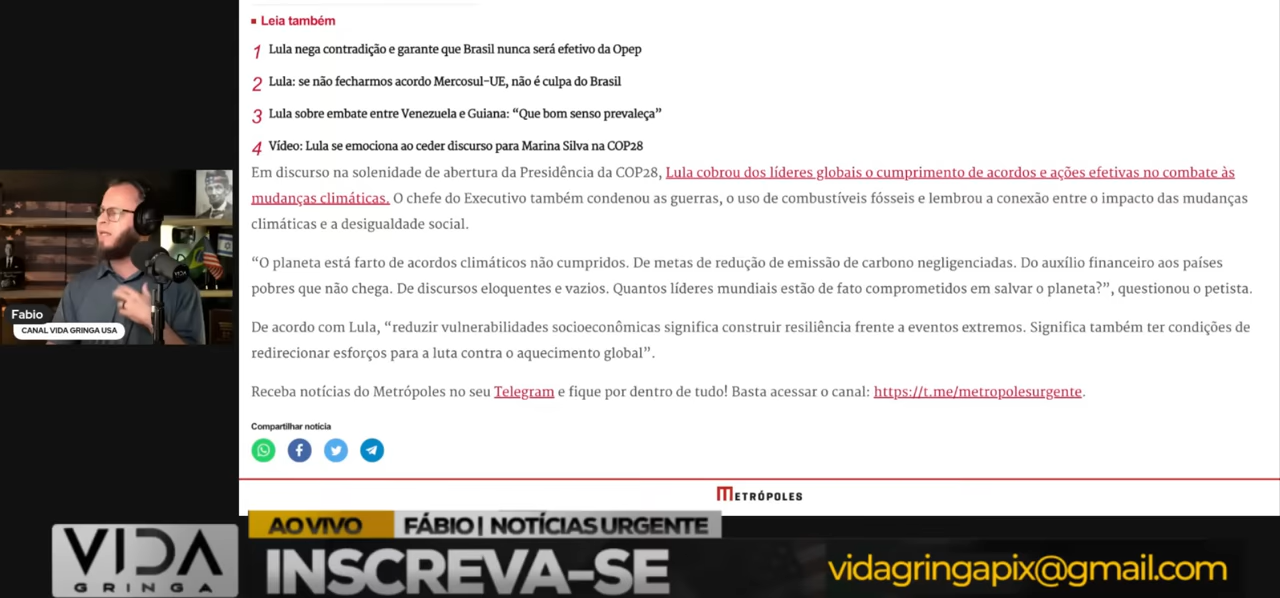 Leia também
1 Lula nega contradição e garante que Brasil nunca será efetivo da Opep
2 Lula: se não fecharmos acordo Mercosul-UE, não é culpa do Brasil
3 Lula sobre embate entre Venezuela e Guiana: “Que bom senso prevaleça”
4 Vídeo: Lula se emociona ao ceder discurso para Marina Silva na COP28
Em discurso na solenidade de abertura da Presidência da COP28, Lula cobrou dos líderes globais o cumprimento de acordos e ações efetivas no combate às
mudanças climáticas. O chefe do Executivo também condenou as guerras, o uso de combustíveis fósseis e lembrou a conexão entre o impacto das mudanças
climáticas e a desigualdade social.
“O planeta está farto de acordos climáticos não cumpridos. De metas de redução de emissão de carbono negligenciadas. Do auxílio financeiro aos países
pobres que não chega. De discursos eloquentes e vazios. Quantos líderes mundiais estão de fato comprometidos em salvar o planeta?”, questionou o petista.
De acordo com Lula, “reduzir vulnerabilidades socioeconômicas significa construir resiliência frente a eventos extremos. Significa também ter condições de
redirecionar esforços para a luta contra o aquecimento global”.
Receba notícias do Metrópoles no seu Telegram e fique por dentro de tudo! Basta acessar o canal: https://t.me/metropolesurgente.
Compartilhar notícia
METRÓPOLES
Fabio
CANAL VIDA GRINGA USA
VIDA
GRINGA
AO VIVO FÁBIO | NOTÍCIAS URGENTE
INSCREVA-SE
vidagringapix@gmail.com